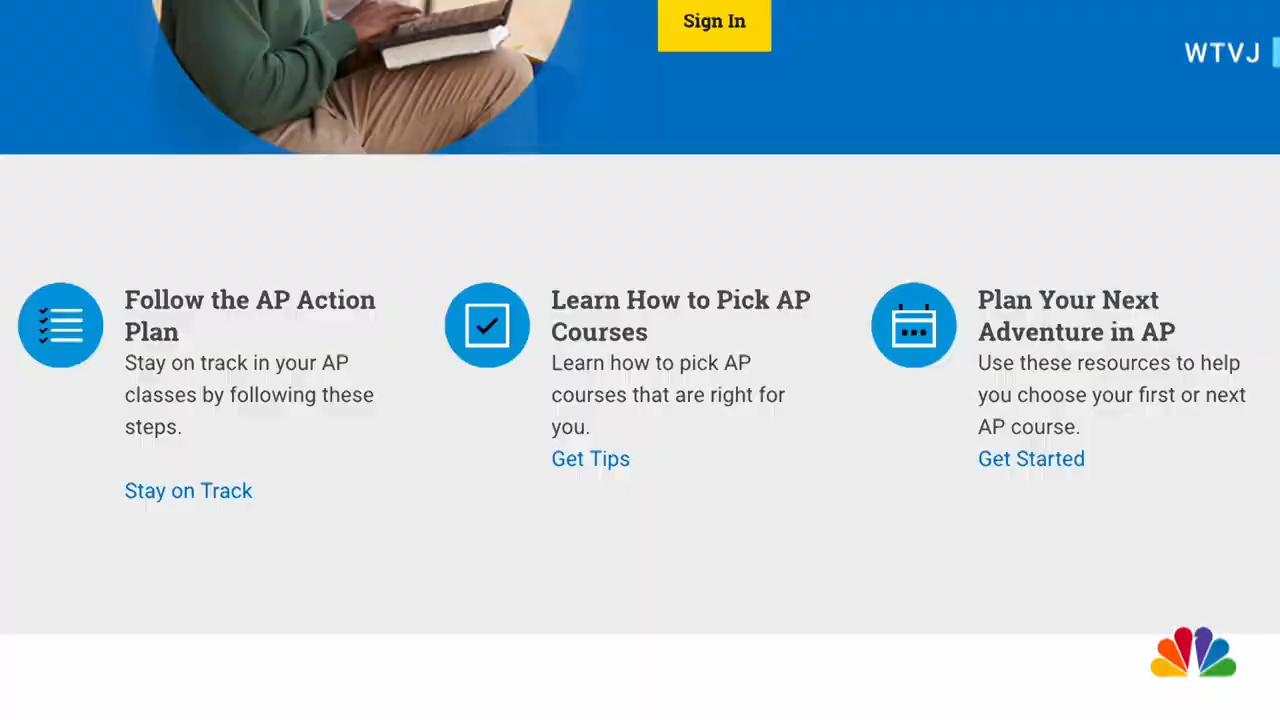 Sign In
WTVJ
Follow the AP Action
Plan
Stay on track in your AP
classes by following these
steps.
Stay on Track
Learn How to Pick AP
Courses
Learn how to pick AP
courses that are right for
you.
Get Tips
Plan Your Next
Adventure in AP
Use these resources to help
you choose your first or next
AP course.
Get Started